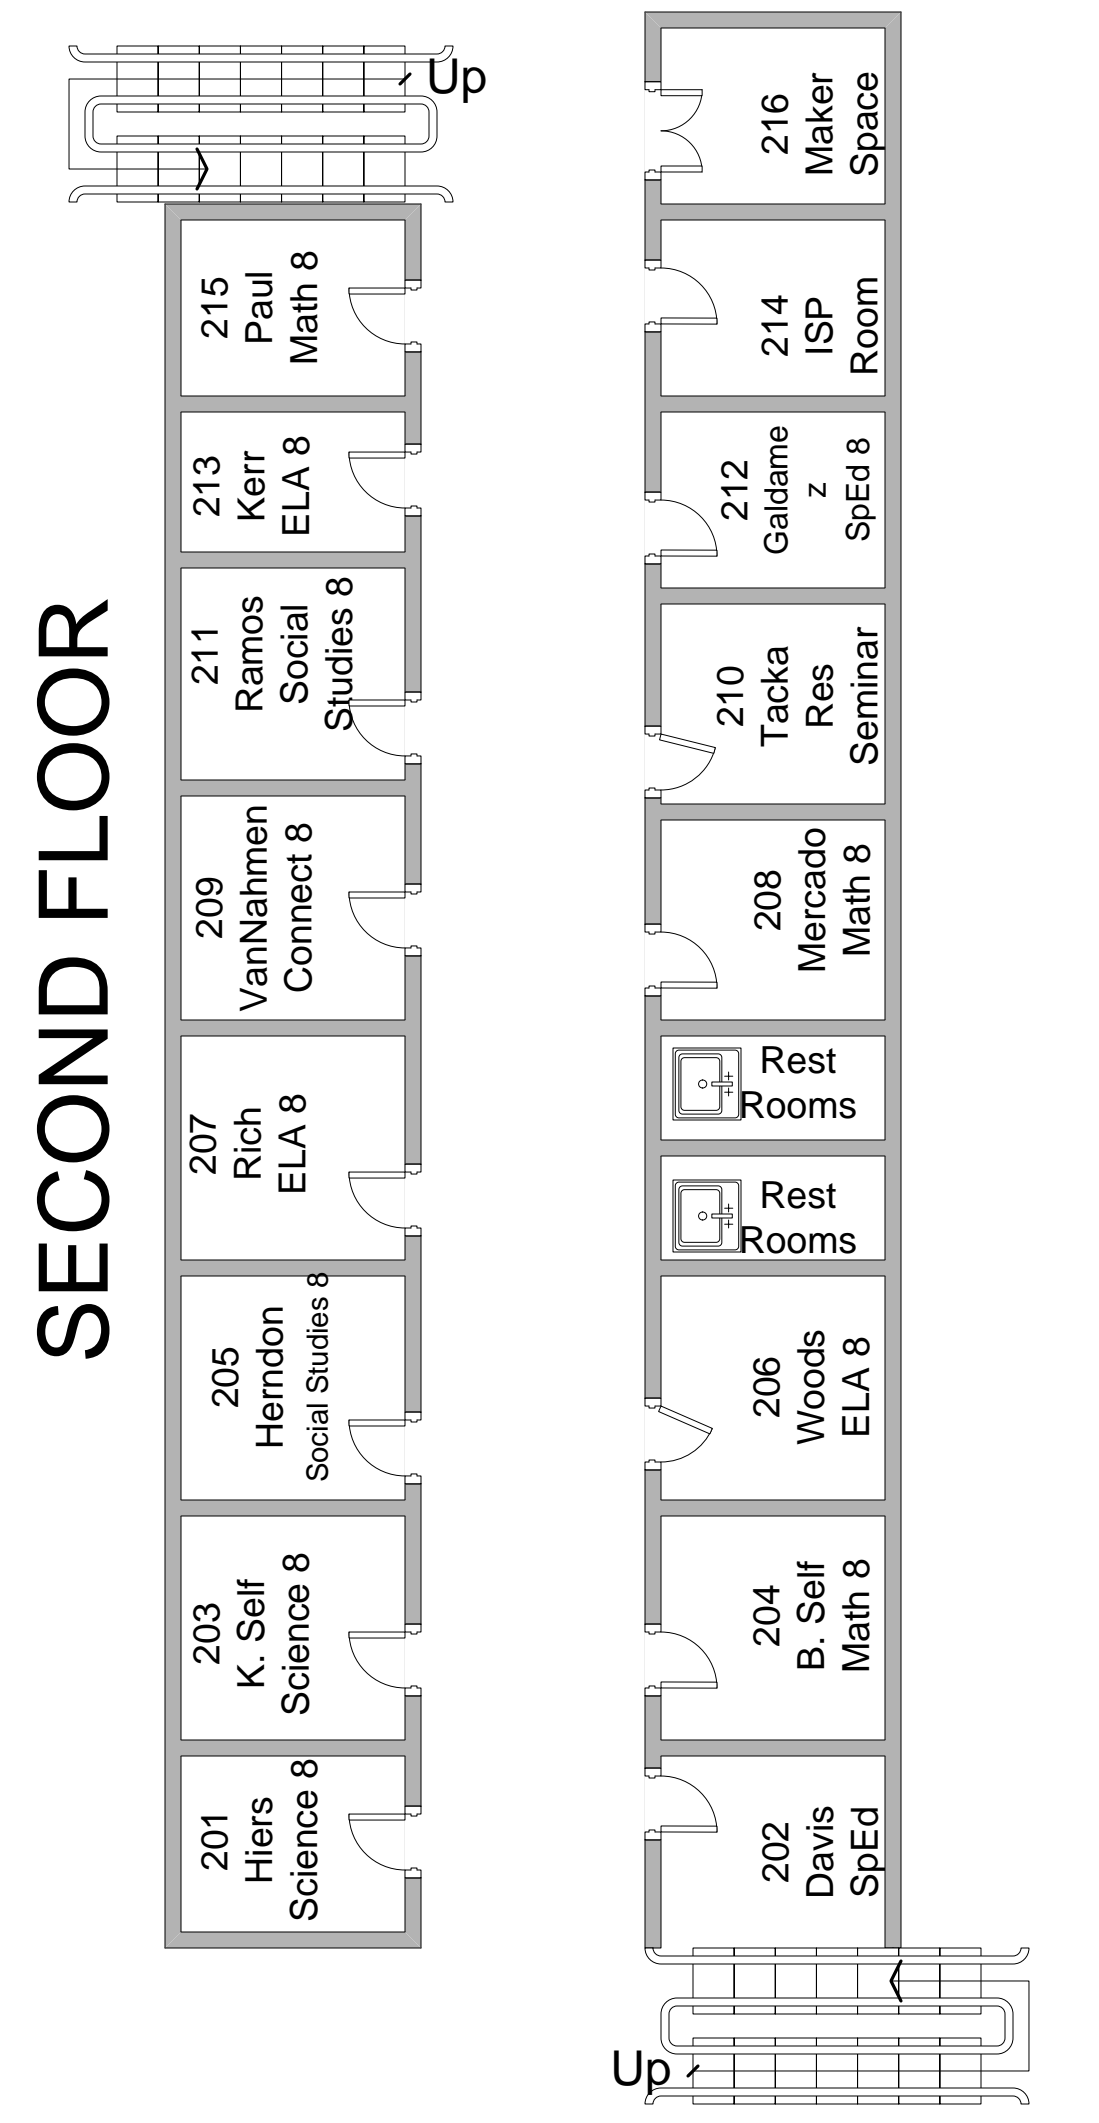 SECOND FLOOR
Up
215
Paul
Math 8
213
Kerr
ELA 8
211
Ramos
Social
Studies 8
209
VanNahmen
Connect 8
207
Rich
ELA 8
205
Herndon
Social Studies 8
203
K. Self
Science 8
201
Hiers
Science 8
216
Maker
Space
214
ISP
Room
212
Galdame
z
SpEd 8
210
Tacka
Res
Seminar
208
Mercado
Math 8
Rest
Rooms
Rest
Rooms
206
Woods
ELA 8
204
B. Self
Math 8
202
Davis
SpEd
Up